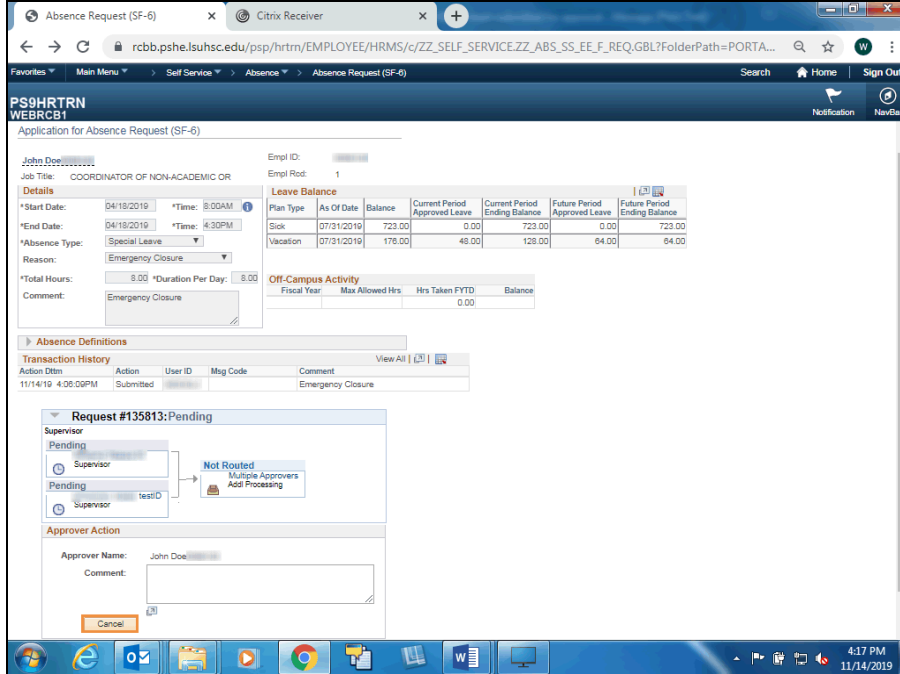 Absence Request (SF-6)
Citrix Receiver
rcbb.pshe.lsuhsc.edu/psp/hrtrn/EMPLOYEE/HRMS/c/ZZ_SELF_SERVICE.ZZ_ABS_SS_EE_F_REQ.GBL?FolderPath=PORTA...
W
Favorites Main Menu > Self Service > Absence > Absence Request (SF-6) Search Home Sign Out
PS9HRTRN
WEBRCB1
Notification NavBa
Application for Absence Request (SF-6)
John Doe
Empl ID:
Job Title: COORDINATOR OF NON-ACADEMIC OR
Empl Rcd: 1
Details
*Start Date: 04/18/2019 *Time: 8:00AM
*End Date: 04/18/2019 *Time: 4:30PM
*Absence Type: Special Leave
Reason: Emergency Closure
*Total Hours: 8.00 *Duration Per Day: 8.00
Comment: Emergency Closure
Leave Balance
Plan Type As Of Date Balance Current Period Approved Leave Current Period Ending Balance Future Period Approved Leave Future Period Ending Balance
Sick 07/31/2019 723.00 0.00 723.00 0.00 723.00
Vacation 07/31/2019 176.00 48.00 128.00 64.00 64.00
Off-Campus Activity
Fiscal Year Max Allowed Hrs Hrs Taken FYTD Balance
0.00
Absence Definitions
Transaction History View All
Action Dttm Action User ID Msg Code Comment
11/14/19 4:06:09PM Submitted Emergency Closure
Request #135813:Pending
Supervisor
Pending
Supervisor
Pending
testID
Supervisor
Not Routed
Multiple Approvers
Addl Processing
Approver Action
Approver Name: John Doe
Comment:
Cancel
4:17 PM
11/14/2019